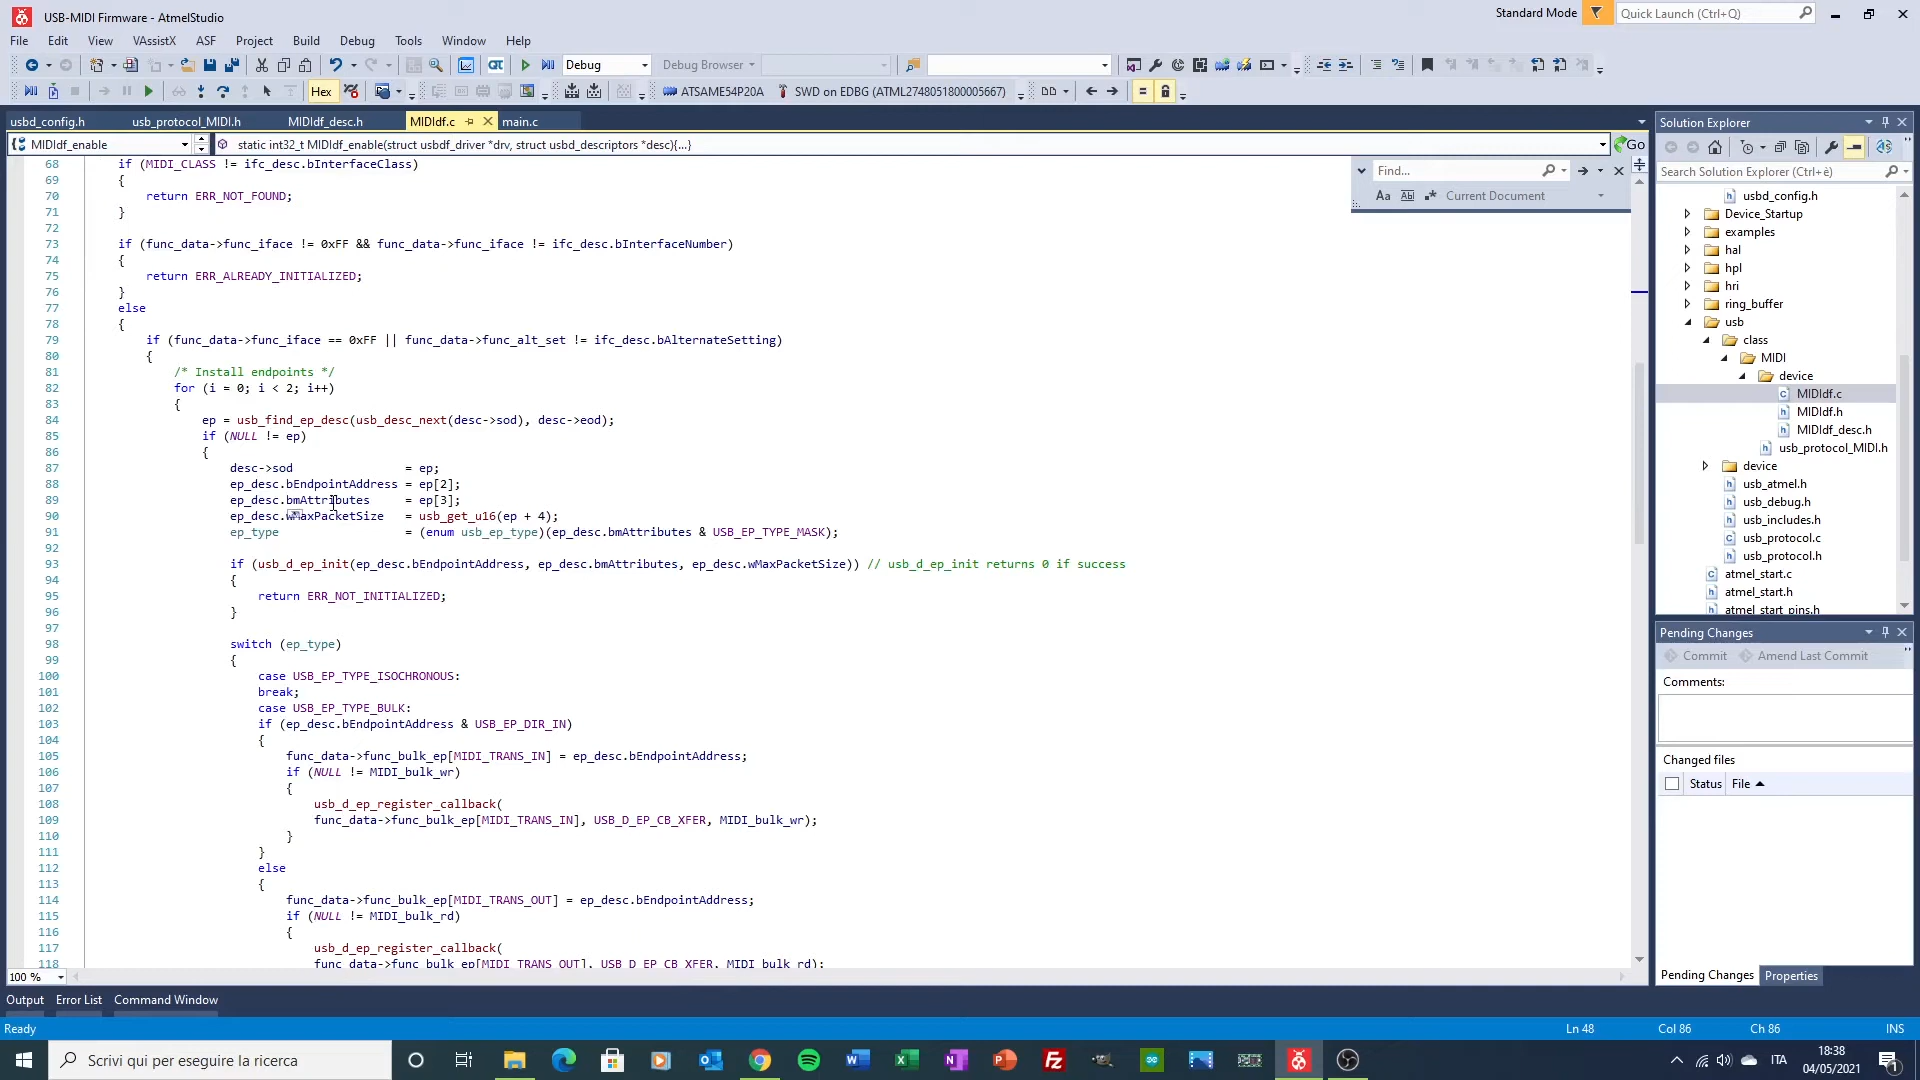 USB-MIDI Firmware - AtmelStudio
Standard Mode
Quick Launch (Ctrl+Q)
File Edit View VAssistX ASF Project Build Debug Tools Window Help
Debug Debug Browser
Hex ATSAME54P20A SWD on EDBG (ATML2748051800005667)
usbd_config.h usb_protocol_MIDI.h MIDIdf_desc.h MIDIdf.c main.c
MIDIdf_enable static int32_t MIDIdf_enable(struct usbdf_driver *drv, struct usbd_descriptors *desc){...} Go
Find...
Aa Current Document
68 if (MIDI_CLASS != ifc_desc.bInterfaceClass)
69 {
70 return ERR_NOT_FOUND;
71 }
72
73 if (func_data->func_iface != 0xFF && func_data->func_iface != ifc_desc.bInterfaceNumber)
74 {
75 return ERR_ALREADY_INITIALIZED;
76 }
77 else
78 {
79 if (func_data->func_iface == 0xFF || func_data->func_alt_set != ifc_desc.bAlternateSetting)
80 {
81 /* Install endpoints */
82 for (i = 0; i < 2; i++)
83 {
84 ep = usb_find_ep_desc(usb_desc_next(desc->sod), desc->eod);
85 if (NULL != ep)
86 {
87 desc->sod = ep;
88 ep_desc.bEndpointAddress = ep[2];
89 ep_desc.bmAttributes = ep[3];
90 ep_desc.wMaxPacketSize = usb_get_u16(ep + 4);
91 ep_type = (enum usb_ep_type)(ep_desc.bmAttributes & USB_EP_TYPE_MASK);
92
93 if (usb_d_ep_init(ep_desc.bEndpointAddress, ep_desc.bmAttributes, ep_desc.wMaxPacketSize)) // usb_d_ep_init returns 0 if success
94 {
95 return ERR_NOT_INITIALIZED;
96 }
97
98 switch (ep_type)
99 {
100 case USB_EP_TYPE_ISOCHRONOUS:
101 break;
102 case USB_EP_TYPE_BULK:
103 if (ep_desc.bEndpointAddress & USB_EP_DIR_IN)
104 {
105 func_data->func_bulk_ep[MIDI_TRANS_IN] = ep_desc.bEndpointAddress;
106 if (NULL != MIDI_bulk_wr)
107 {
108 usb_d_ep_register_callback(
109 func_data->func_bulk_ep[MIDI_TRANS_IN], USB_D_EP_CB_XFER, MIDI_bulk_wr);
110 }
111 }
112 else
113 {
114 func_data->func_bulk_ep[MIDI_TRANS_OUT] = ep_desc.bEndpointAddress;
115 if (NULL != MIDI_bulk_rd)
116 {
117 usb_d_ep_register_callback(
118 func_data->func_bulk_ep[MIDI_TRANS_OUT], USB_D_EP_CB_XFER, MIDI_bulk_rd);
100 %
Output Error List Command Window
Solution Explorer
Search Solution Explorer (Ctrl+è)
usbd_config.h
Device_Startup
examples
hal
hpl
hri
ring_buffer
usb
class
MIDI
device
MIDIdf.c
MIDIdf.h
MIDIdf_desc.h
usb_protocol_MIDI.h
device
usb_atmel.h
usb_debug.h
usb_includes.h
usb_protocol.c
usb_protocol.h
atmel_start.c
atmel_start.h
atmel_start_pins.h
Pending Changes
Commit Amend Last Commit
Comments:
Changed files
Status File
Pending Changes Properties
Ready Ln 48 Col 86 Ch 86 INS
Scrivi qui per eseguire la ricerca
ITA
18:38
04/05/2021